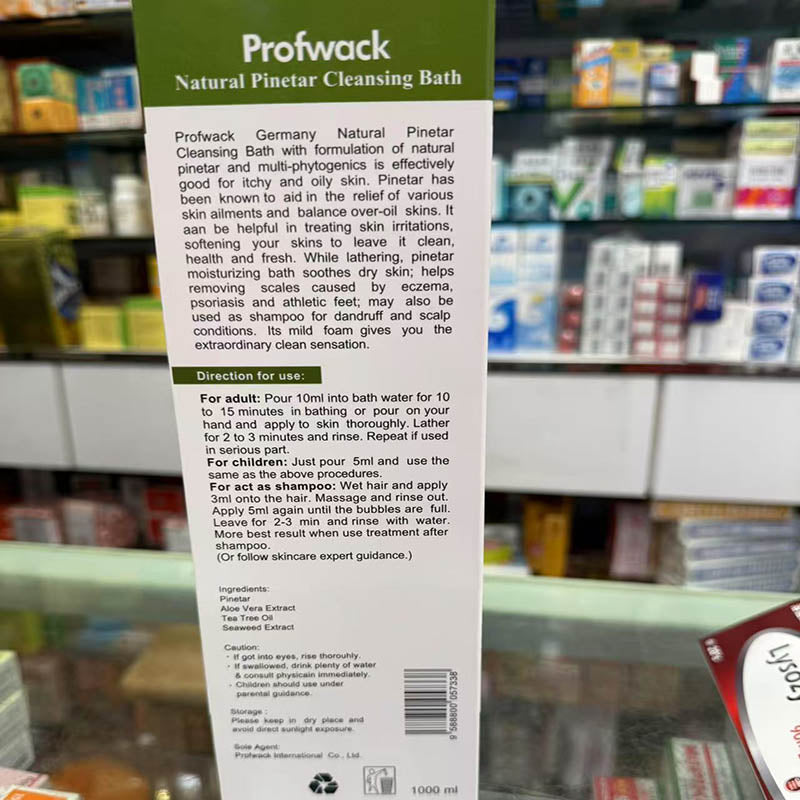 Profwack
Natural Pinetar Cleansing Bath
Profwack Germany Natural Pinetar
Cleansing Bath with formulation of natural
pinetar and multi-phytogenics is effectively
good for itchy and oily skin. Pinetar has
been known to aid in the relief of various
skin ailments and balance over-oil skins. It
aan be helpful in treating skin irritations,
softening your skins to leave it clean,
health and fresh. While lathering, pinetar
moisturizing bath soothes dry skin; helps
removing scales caused by eczema,
psoriasis and athletic feet; may also be
used as shampoo for dandruff and scalp
conditions. Its mild foam gives you the
extraordinary clean sensation.
Direction for use:
For adult: Pour 10ml into bath water for 10
to 15 minutes in bathing or pour on your
hand and apply to skin thoroughly. Lather
for 2 to 3 minutes and rinse. Repeat if used
in serious part.
For children: Just pour 5ml and use the
same as the above procedures.
For act as shampoo: Wet hair and apply
3ml onto the hair. Massage and rinse out.
Apply 5ml again until the bubbles are full.
Leave for 2-3 min and rinse with water.
More best result when use treatment after
shampoo.
(Or follow skincare expert guidance.)
Ingredients:
Pinetar
Aloe Vera Extract
Tea Tree Oil
Seaweed Extract
Caution:
· If got into eyes, rise thorouhly.
· If swallowed, drink plenty of water
& consult physicain immediately.
· Children should use under
parental guidance.
Storage :
Please keep in dry place and
avoid direct sunlight exposure.
Sole Agent:
Profwack International Co., Ltd.
9 588800 057338
1000 ml